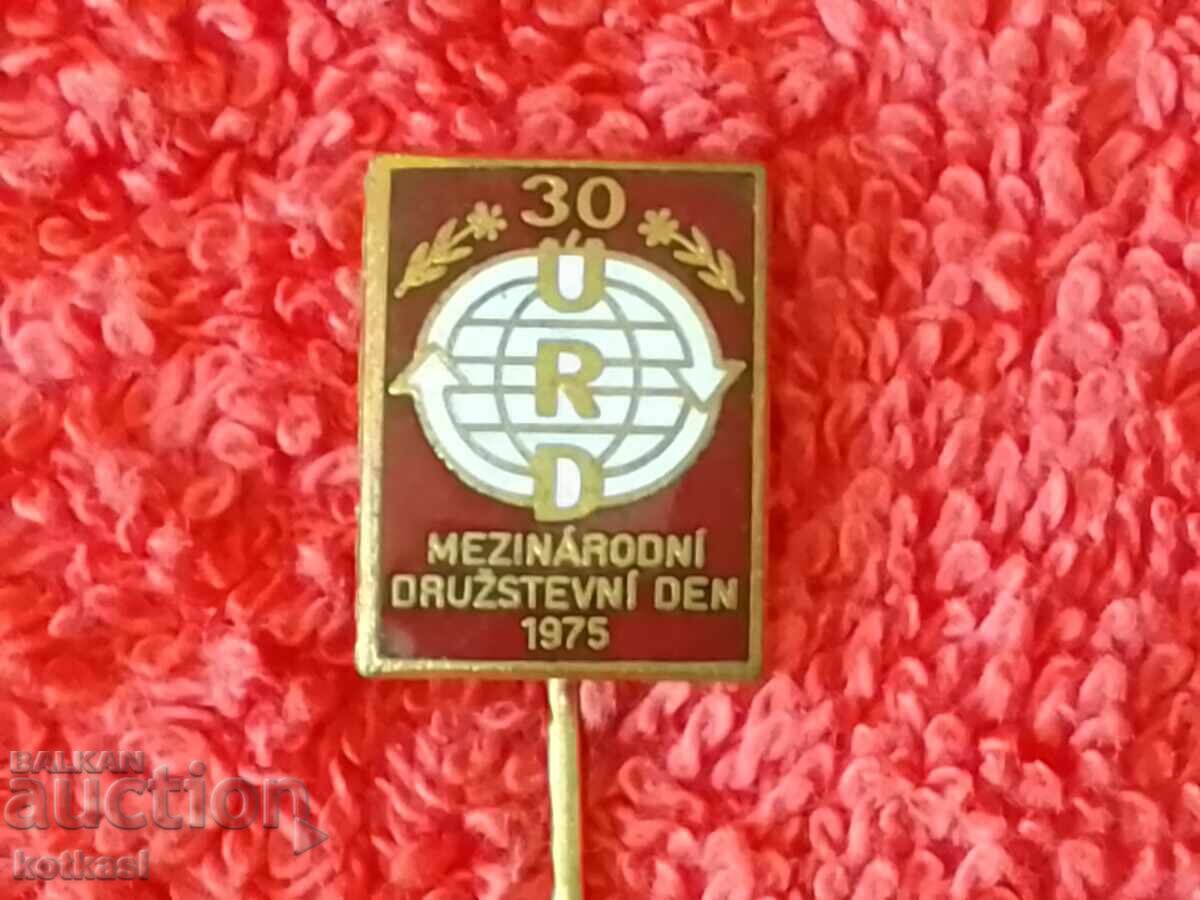 30
Ú
R
D
MEZINÁRODNÍ
DRUŽSTEVNÍ DEN
1975
BALKAN
auction
kotkasl